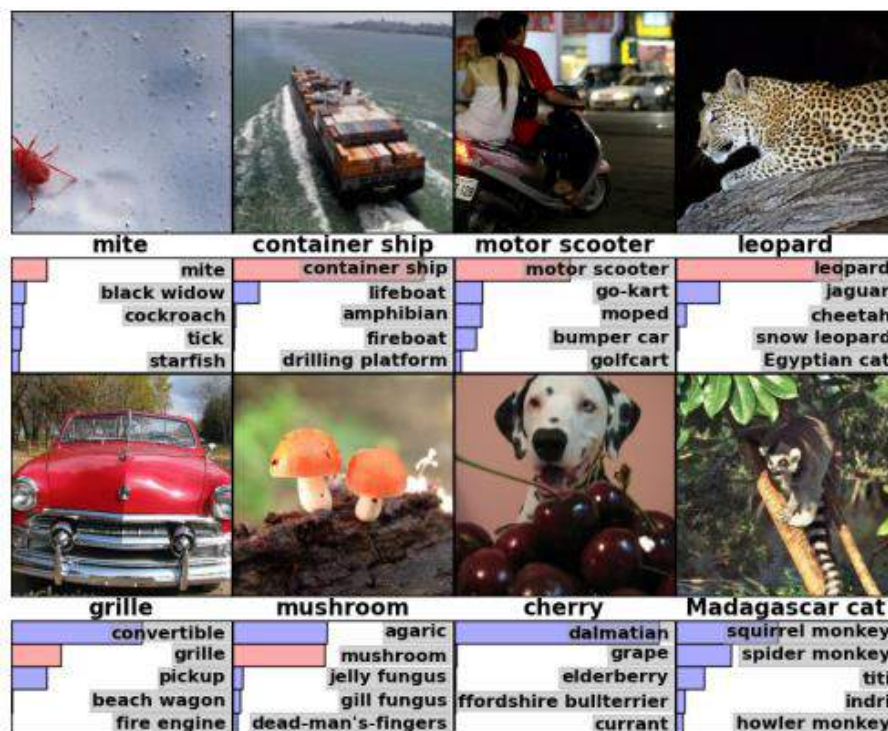 mite container ship motor scooter leopard
mite container ship motor scooter leopard
black widow lifeboat go-kart jaguar
cockroach amphibian moped cheetah
tick fireboat bumper car snow leopard
starfish drilling platform golfcart Egyptian cat
grille mushroom cherry Madagascar cat
convertible agaric dalmatian squirrel monkey
grille mushroom grape spider monkey
pickup jelly fungus elderberry titi
beach wagon gill fungus ffordshire bullterrier indri
fire engine dead-man's-fingers currant howler monkey